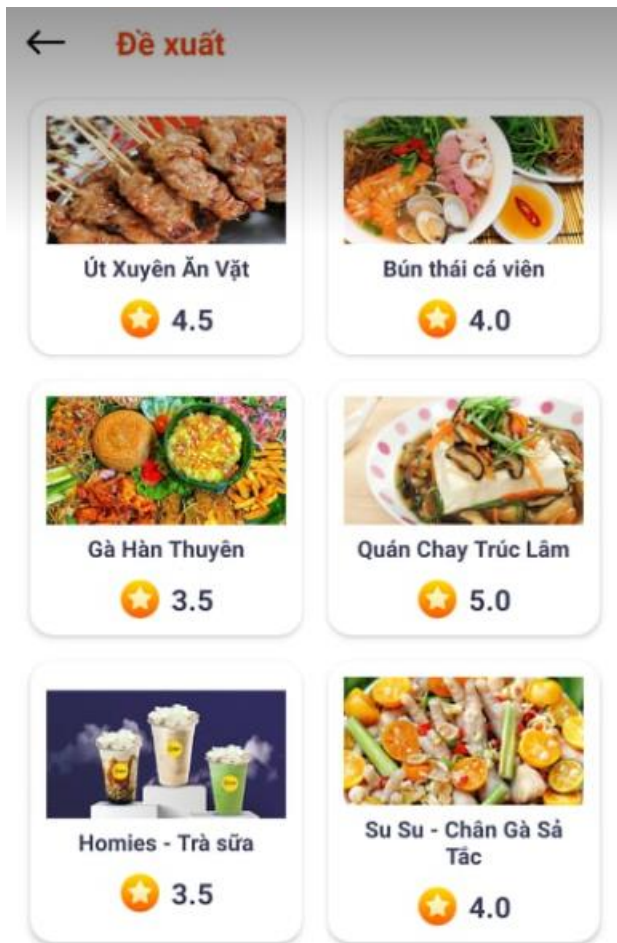 Đề xuất
Út Xuyên Ăn Vặt
4.5
Bún thái cá viên
4.0
Gà Hàn Thuyên
3.5
Quán Chay Trúc Lâm
5.0
Homies - Trà sữa
3.5
Su Su - Chân Gà Sả
Tắc
4.0